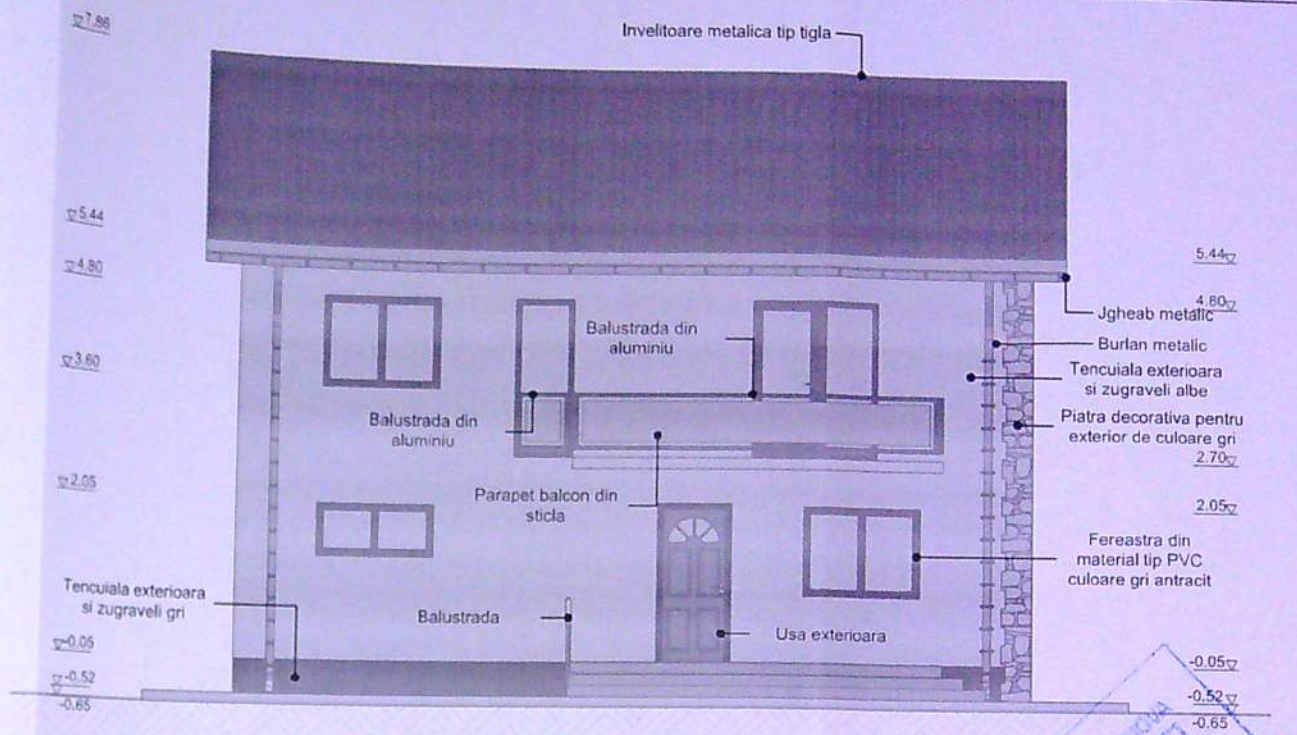 7.86
Invelitoare metalica tip tigla
5.44
4.80
3.60
2.05
-0.05
-0.52
-0.65
Balustrada din
aluminiu
Balustrada din
aluminiu
Parapet balcon din
sticla
Tencuiala exterioara
si zugraveli gri
Balustrada
Usa exterioara
5.44
4.80
Jgheab metalic
Burlan metalic
Tencuiala exterioara
si zugraveli albe
Piatra decorativa pentru
exterior de culoare gri
2.70
2.05
Fereastra din
material tip PVC
culoare gri antracit
-0.05
-0.52
-0.65